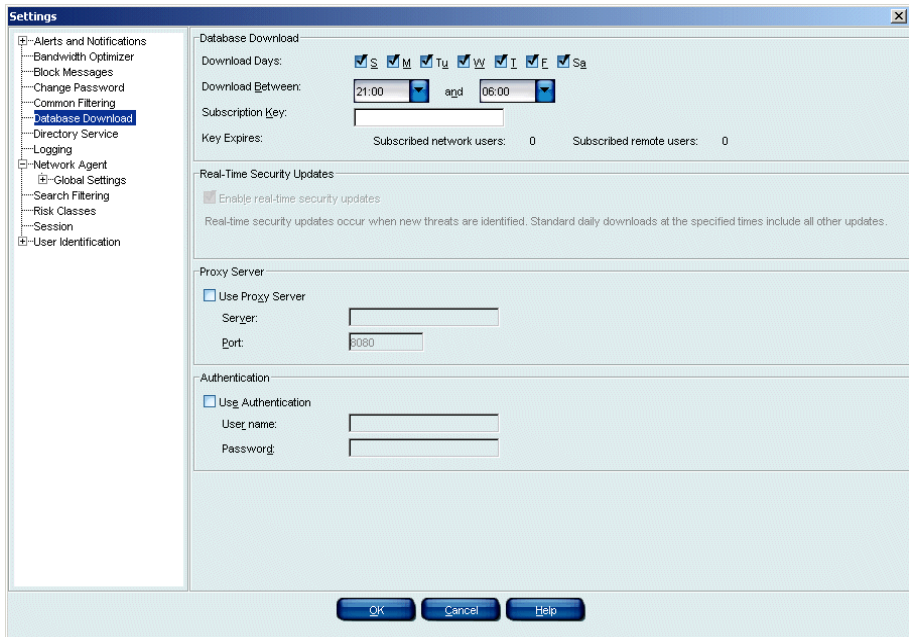 Settings
Alerts and Notifications
Bandwidth Optimizer
Block Messages
Change Password
Common Filtering
Database Download
Directory Service
Logging
Network Agent
Global Settings
Search Filtering
Risk Classes
Session
User Identification
Database Download
Download Days: S M Tu W T F Sa
Download Between: 21:00 and 06:00
Subscription Key:
Key Expires: Subscribed network users: 0 Subscribed remote users: 0
Real-Time Security Updates
Enable real-time security updates
Real-time security updates occur when new threats are identified. Standard daily downloads at the specified times include all other updates.
Proxy Server
Use Proxy Server
Server:
Port: 8080
Authentication
Use Authentication
User name:
Password:
OK Cancel Help